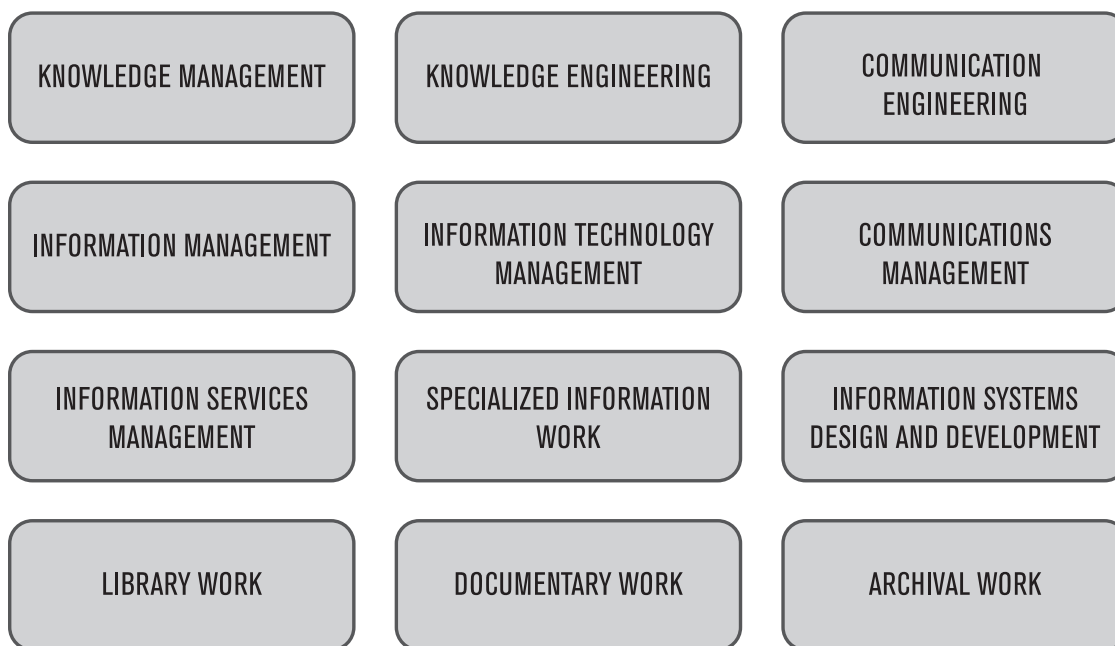 KNOWLEDGE MANAGEMENT
KNOWLEDGE ENGINEERING
COMMUNICATION
ENGINEERING
INFORMATION MANAGEMENT
INFORMATION TECHNOLOGY
MANAGEMENT
COMMUNICATIONS
MANAGEMENT
INFORMATION SERVICES
MANAGEMENT
SPECIALIZED INFORMATION
WORK
INFORMATION SYSTEMS
DESIGN AND DEVELOPMENT
LIBRARY WORK
DOCUMENTARY WORK
ARCHIVAL WORK